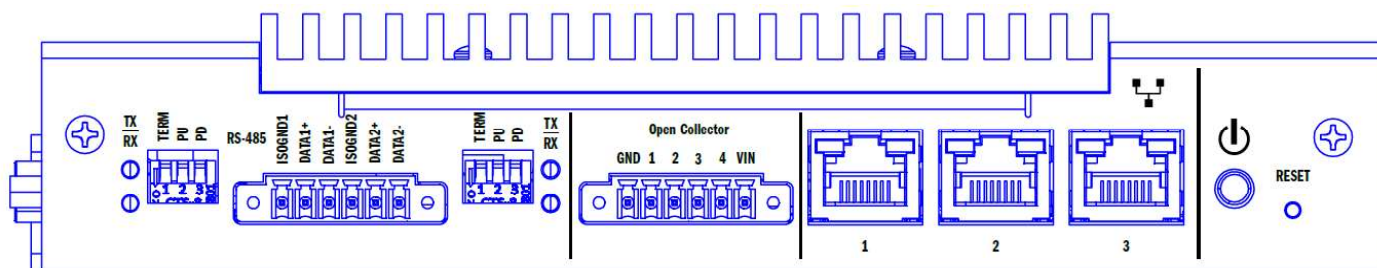 TX
RX
TERM
PU
PD
1 2 3
RS-485
ISOGND1
DATA1+
DATA1-
ISOGND2
DATA2+
DATA2-
TERM
PU
PD
1 2 3
TX
RX
Open Collector
GND 1 2 3 4 VIN
1
2
3
RESET